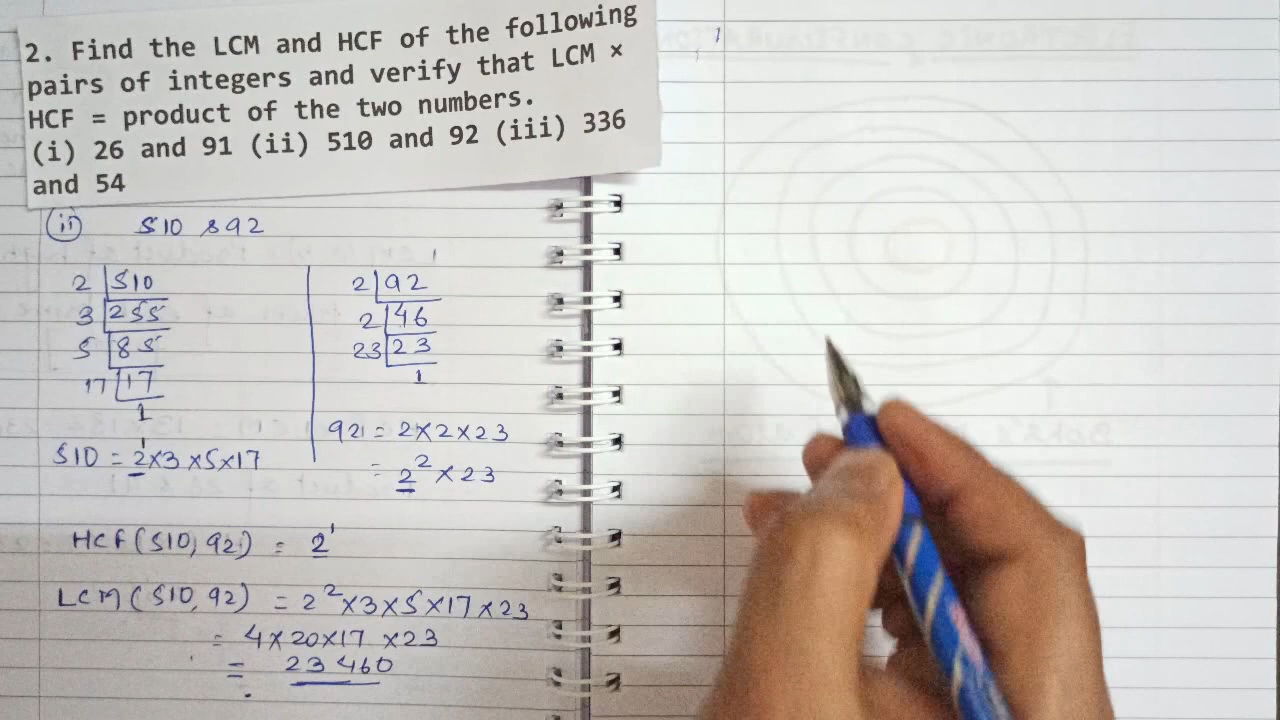 2. Find the LCM and HCF of the following
pairs of integers and verify that LCM ×
HCF = product of the two numbers.
(i) 26 and 91 (ii) 510 and 92 (iii) 336
and 54
(ii) 510 & 92
2 | 510
3 | 255
5 | 85
17 | 17
1
510 = 2¹×3×5×17
2 | 92
2 | 46
23 | 23
1
92 = 2×2×23
= 2²×23
HCF(510, 92) = 2¹
LCM(510, 92) = 2²×3×5×17×23
= 4×20×17×23
= 23460